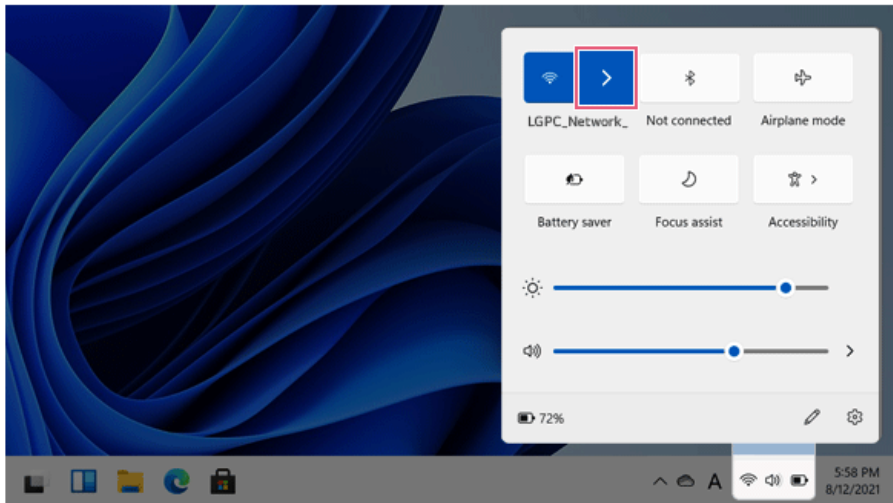 LGPC_Network_
Not connected
Airplane mode
Battery saver
Focus assist
Accessibility
72%
A
5:58 PM
8/12/2021